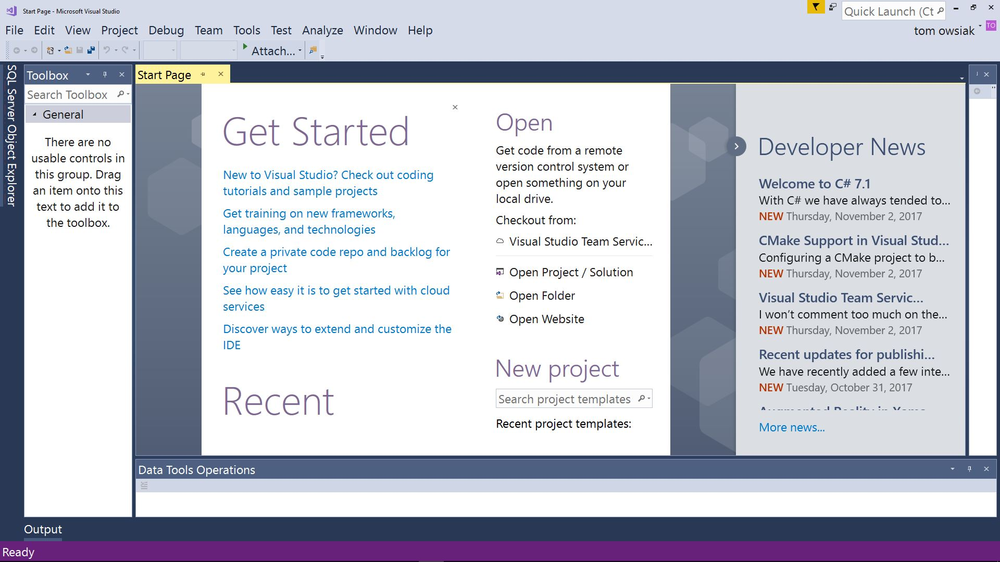 Start Page - Microsoft Visual Studio
Quick Launch (Ct
File Edit View Project Debug Team Tools Test Analyze Window Help
tom owsiak
TO
Attach...
SQL Server Object Explorer
Toolbox
Search Toolbox
General
There are no
usable controls in
this group. Drag
an item onto this
text to add it to
the toolbox.
Start Page
Get Started
New to Visual Studio? Check out coding
tutorials and sample projects
Get training on new frameworks,
languages, and technologies
Create a private code repo and backlog for
your project
See how easy it is to get started with cloud
services
Discover ways to extend and customize the
IDE
Recent
Open
Get code from a remote
version control system or
open something on your
local drive.
Checkout from:
Visual Studio Team Servic...
Open Project / Solution
Open Folder
Open Website
New project
Search project templates
Recent project templates:
Developer News
Welcome to C# 7.1
With C# we have always tended to...
NEW Thursday, November 2, 2017
CMake Support in Visual Stud...
Configuring a CMake project to b...
NEW Thursday, November 2, 2017
Visual Studio Team Servic...
I won't comment too much on the...
NEW Thursday, November 2, 2017
Recent updates for publishi...
We have recently added a few inte...
NEW Tuesday, October 31, 2017
Augmented Reality in
More news...
Data Tools Operations
Output
Ready